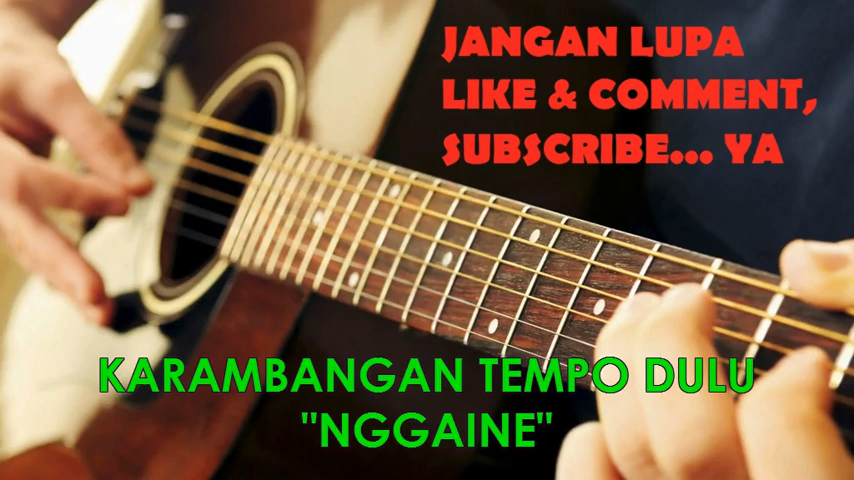 JANGAN LUPA
LIKE & COMMENT,
SUBSCRIBE... YA
KARAMBANGAN TEMPO DULU
"NGGAINE"